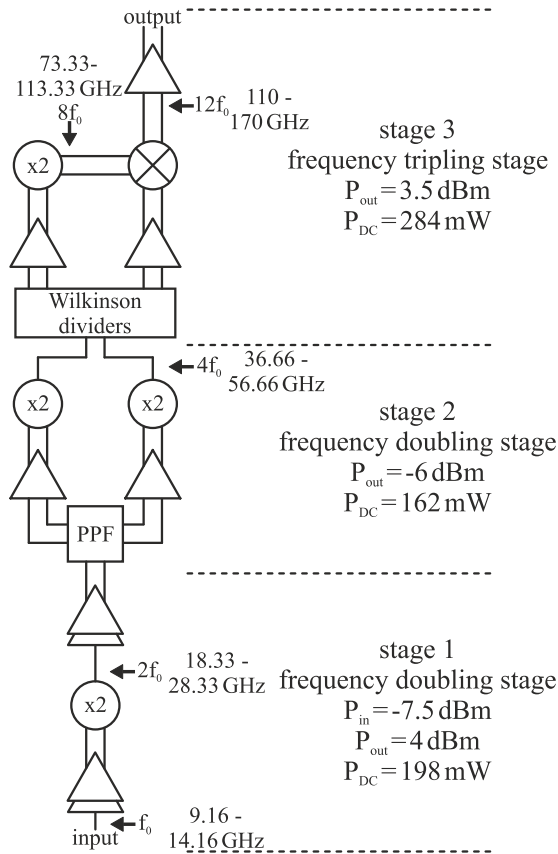 output
73.33-
113.33 GHz
8f₀
12f₀
110 -
170 GHz
x2
Wilkinson
dividers
stage 3
frequency tripling stage
Pout = 3.5 dBm
PDC = 284 mW
4f₀
36.66 -
56.66 GHz
x2
x2
PPF
stage 2
frequency doubling stage
Pout = -6 dBm
PDC = 162 mW
2f₀
18.33 -
28.33 GHz
x2
stage 1
frequency doubling stage
Pin = -7.5 dBm
Pout = 4 dBm
PDC = 198 mW
f₀
9.16 -
14.16 GHz
input